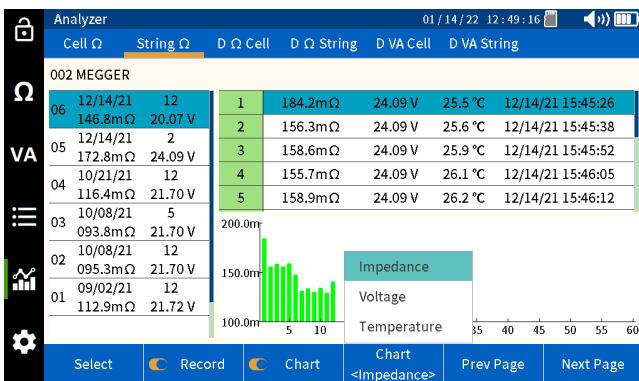 Analyzer 01/14/22 12:49:16
Cell Ω String Ω D Ω Cell D Ω String D VA Cell D VA String
002 MEGGER
Ω
VA
06 12/14/21 12
146.8mΩ 20.07 V
05 12/14/21 2
172.8mΩ 24.09 V
04 10/21/21 12
116.4mΩ 21.70 V
03 10/08/21 5
093.8mΩ 21.70 V
02 10/08/21 12
095.3mΩ 21.70 V
01 09/02/21 12
112.9mΩ 21.72 V
1 184.2mΩ 24.09 V 25.5 ℃ 12/14/21 15:45:26
2 156.3mΩ 24.09 V 25.6 ℃ 12/14/21 15:45:38
3 158.6mΩ 24.09 V 25.9 ℃ 12/14/21 15:45:52
4 155.7mΩ 24.09 V 26.1 ℃ 12/14/21 15:46:05
5 158.9mΩ 24.09 V 26.2 ℃ 12/14/21 15:46:12
200.0m
150.0m
100.0m
Impedance
Voltage
Temperature
5 10 35 40 45 50 55 60
Select Record Chart Chart <Impedance> Prev Page Next Page